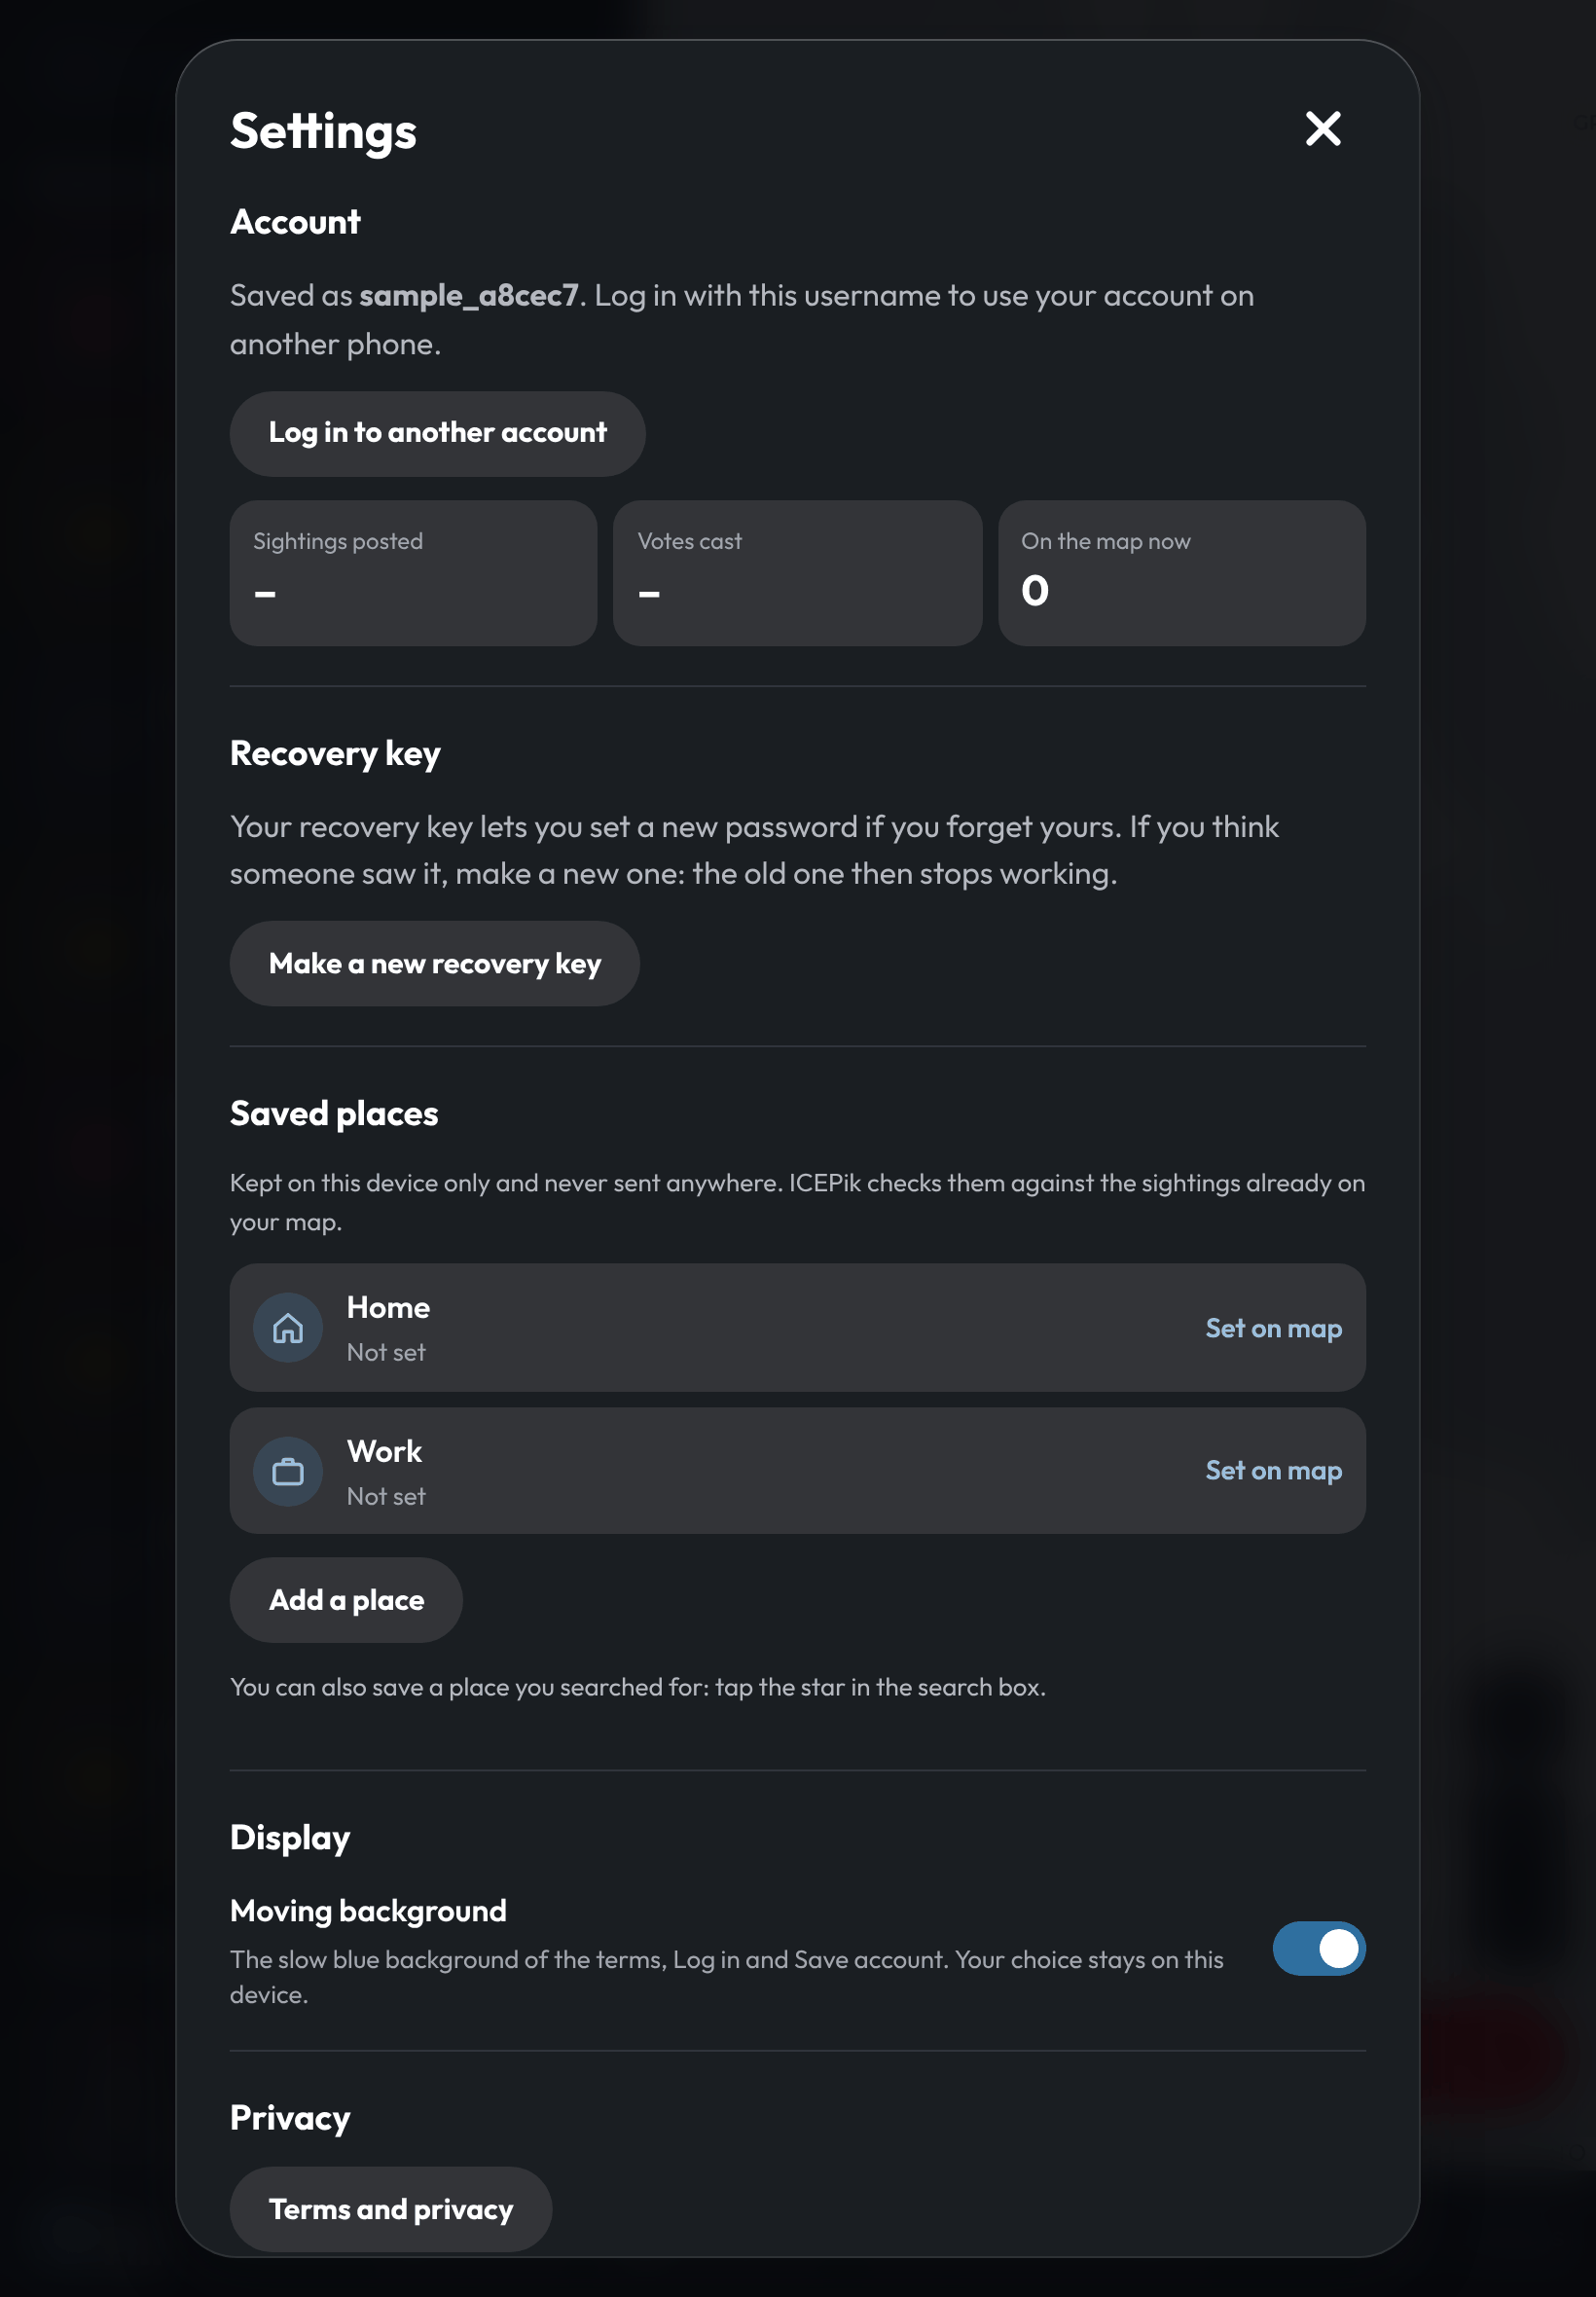 Settings
Account
Saved as sample_a8cec7. Log in with this username to use your account on
another phone.
Log in to another account
Sightings posted
–
Votes cast
–
On the map now
0
Recovery key
Your recovery key lets you set a new password if you forget yours. If you think
someone saw it, make a new one: the old one then stops working.
Make a new recovery key
Saved places
Kept on this device only and never sent anywhere. ICEPik checks them against the sightings already on
your map.
Home
Not set
Set on map
Work
Not set
Set on map
Add a place
You can also save a place you searched for: tap the star in the search box.
Display
Moving background
The slow blue background of the terms, Log in and Save account. Your choice stays on this
device.
Privacy
Terms and privacy